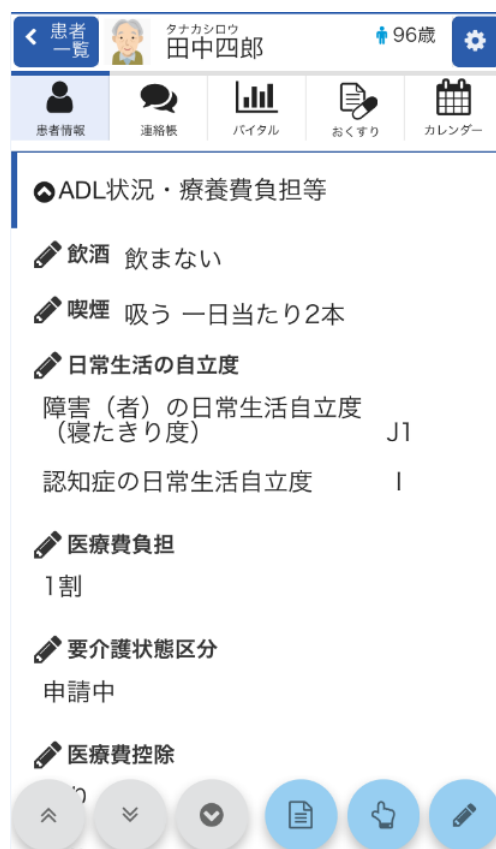 患者
一覧
タナカシロウ
田中四郎
96歳
患者情報
連絡帳
バイタル
おくすり
カレンダー
ADL状況・療養費負担等
飲酒 飲まない
喫煙 吸う 一日当たり2本
日常生活の自立度
障害（者）の日常生活自立度
（寝たきり度） J1
認知症の日常生活自立度 I
医療費負担
1割
要介護状態区分
申請中
医療費控除